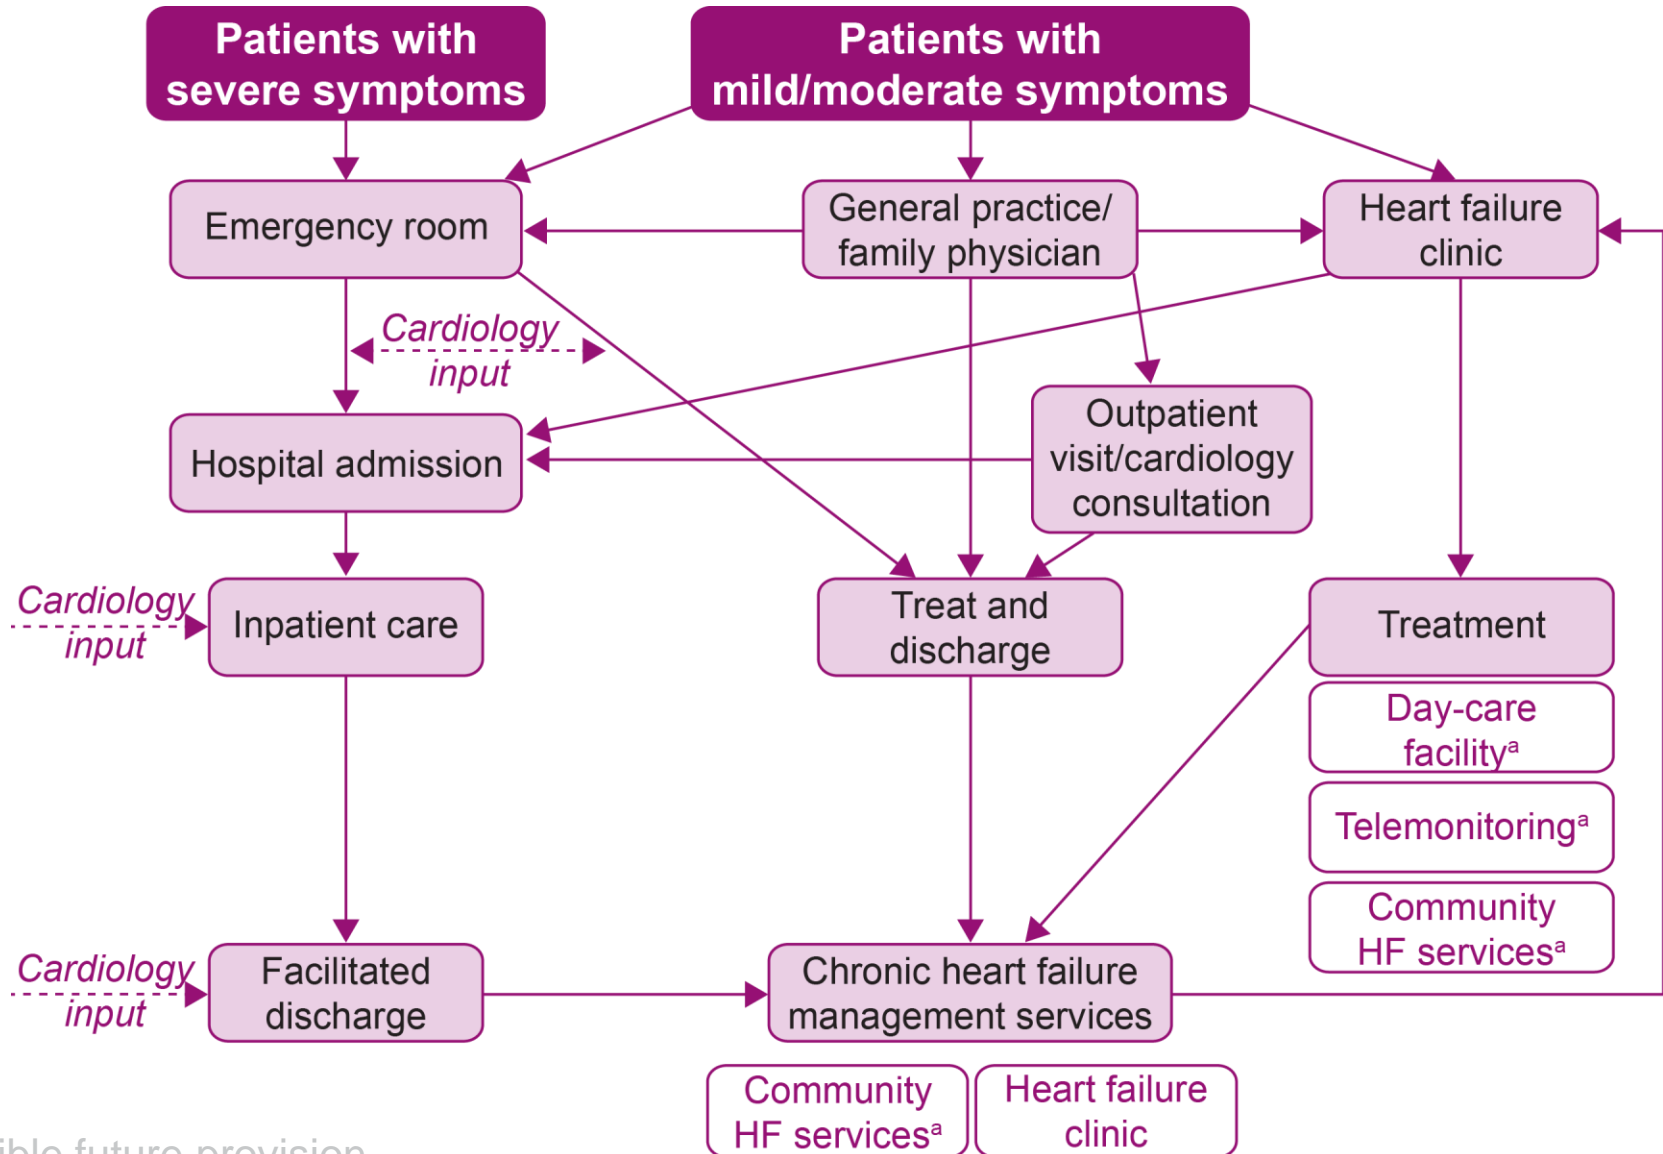 Patients with
severe symptoms
Patients with
mild/moderate symptoms
Emergency room
General practice/
family physician
Heart failure
clinic
Cardiology
input
Hospital admission
Outpatient
visit/cardiology
consultation
Cardiology
input
Inpatient care
Treat and
discharge
Treatment
Day-care
facilityᵃ
Telemonitoringᵃ
Community
HF servicesᵃ
Cardiology
input
Facilitated
discharge
Chronic heart failure
management services
Community
HF servicesᵃ
Heart failure
clinic
future provision